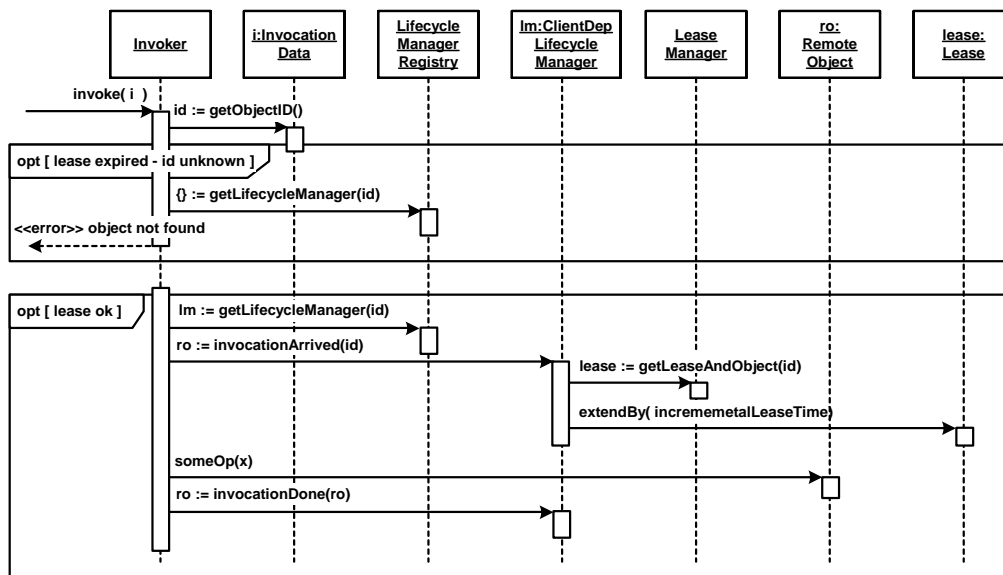 Invoker
i:Invocation
Data
Lifecycle
Manager
Registry
lm:ClientDep
Lifecycle
Manager
Lease
Manager
ro:
Remote
Object
lease:
Lease
invoke( i )
id := getObjectID()
opt [ lease expired - id unknown ]
{} := getLifecycleManager(id)
<<error>> object not found
opt [ lease ok ]
lm := getLifecycleManager(id)
ro := invocationArrived(id)
lease := getLeaseAndObject(id)
extendBy( incrememetalLeaseTime)
someOp(x)
ro := invocationDone(ro)